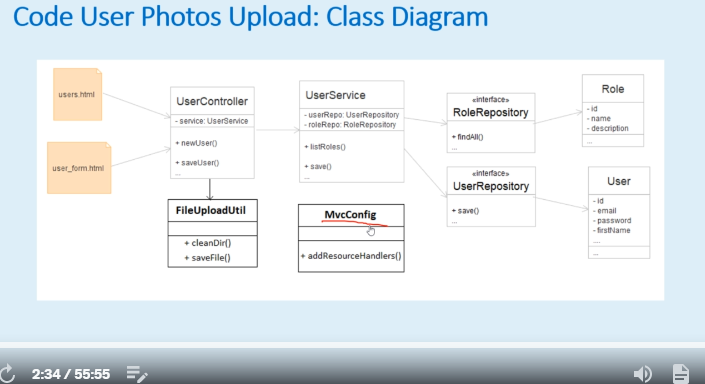 Code User Photos Upload: Class Diagram
users.html
user_form.html
UserController
- service: UserService
+ newUser()
+ saveUser()
...
FileUploadUtil
+ cleanDir()
+ saveFile()
UserService
- userRepo: UserRepository
- roleRepo: RoleRepository
+ listRoles()
+ save()
...
MvcConfig
+ addResourceHandlers()
«interface»
RoleRepository
+ findAll()
...
«interface»
UserRepository
+ save()
...
Role
- id
- name
- description
...
User
- id
- email
- password
- firstName
...
...
2:34 / 55:55